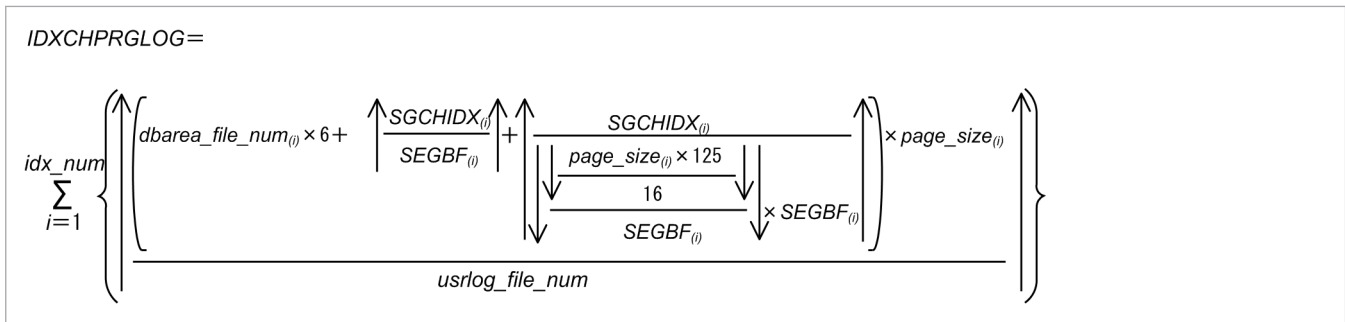 IDXCHPRGLOG=
idx_num
Σ
i=1
{ ↑ ( dbarea_file_num(i) × 6+ ↑ SGCHIDX(i) / SEGBF(i) ↑ + ↑ SGCHIDX(i) / ↓ ↓ page_size(i) × 125 / 16 ↓ / SEGBF(i) ↓ × SEGBF(i) ↑ ) × page_size(i) / usrlog_file_num ↑ }